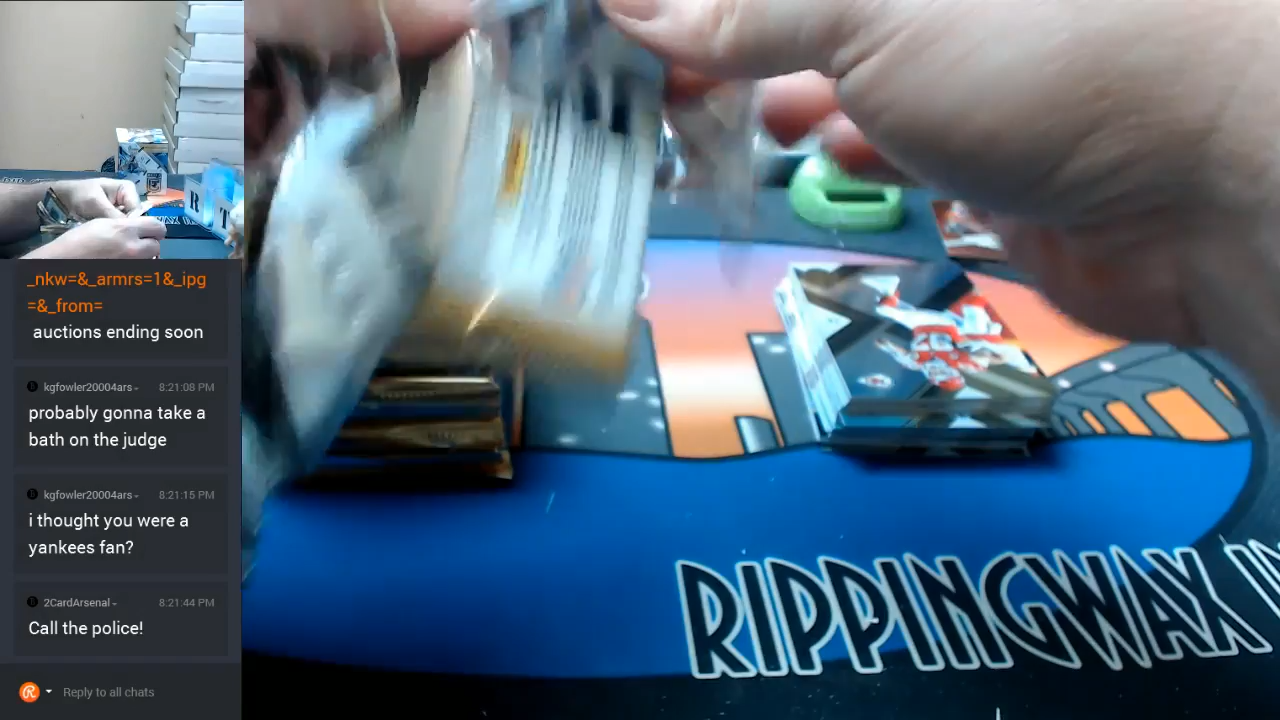 _nkw=&_armrs=1&_ipg
=&_from=
auctions ending soon
kgfowler20004ars
8:21:08 PM
probably gonna take a
bath on the judge
kgfowler20004ars
8:21:15 PM
i thought you were a
yankees fan?
2CardArsenal
8:21:44 PM
Call the police!
Reply to all chats
RIPPINGWAX